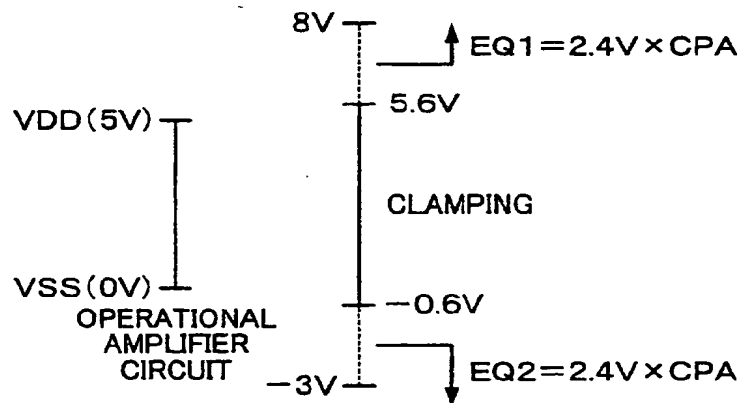 8V
EQ1=2.4V×CPA
5.6V
VDD(5V)
CLAMPING
VSS(0V)
-0.6V
OPERATIONAL
AMPLIFIER
CIRCUIT
-3V
EQ2=2.4V×CPA